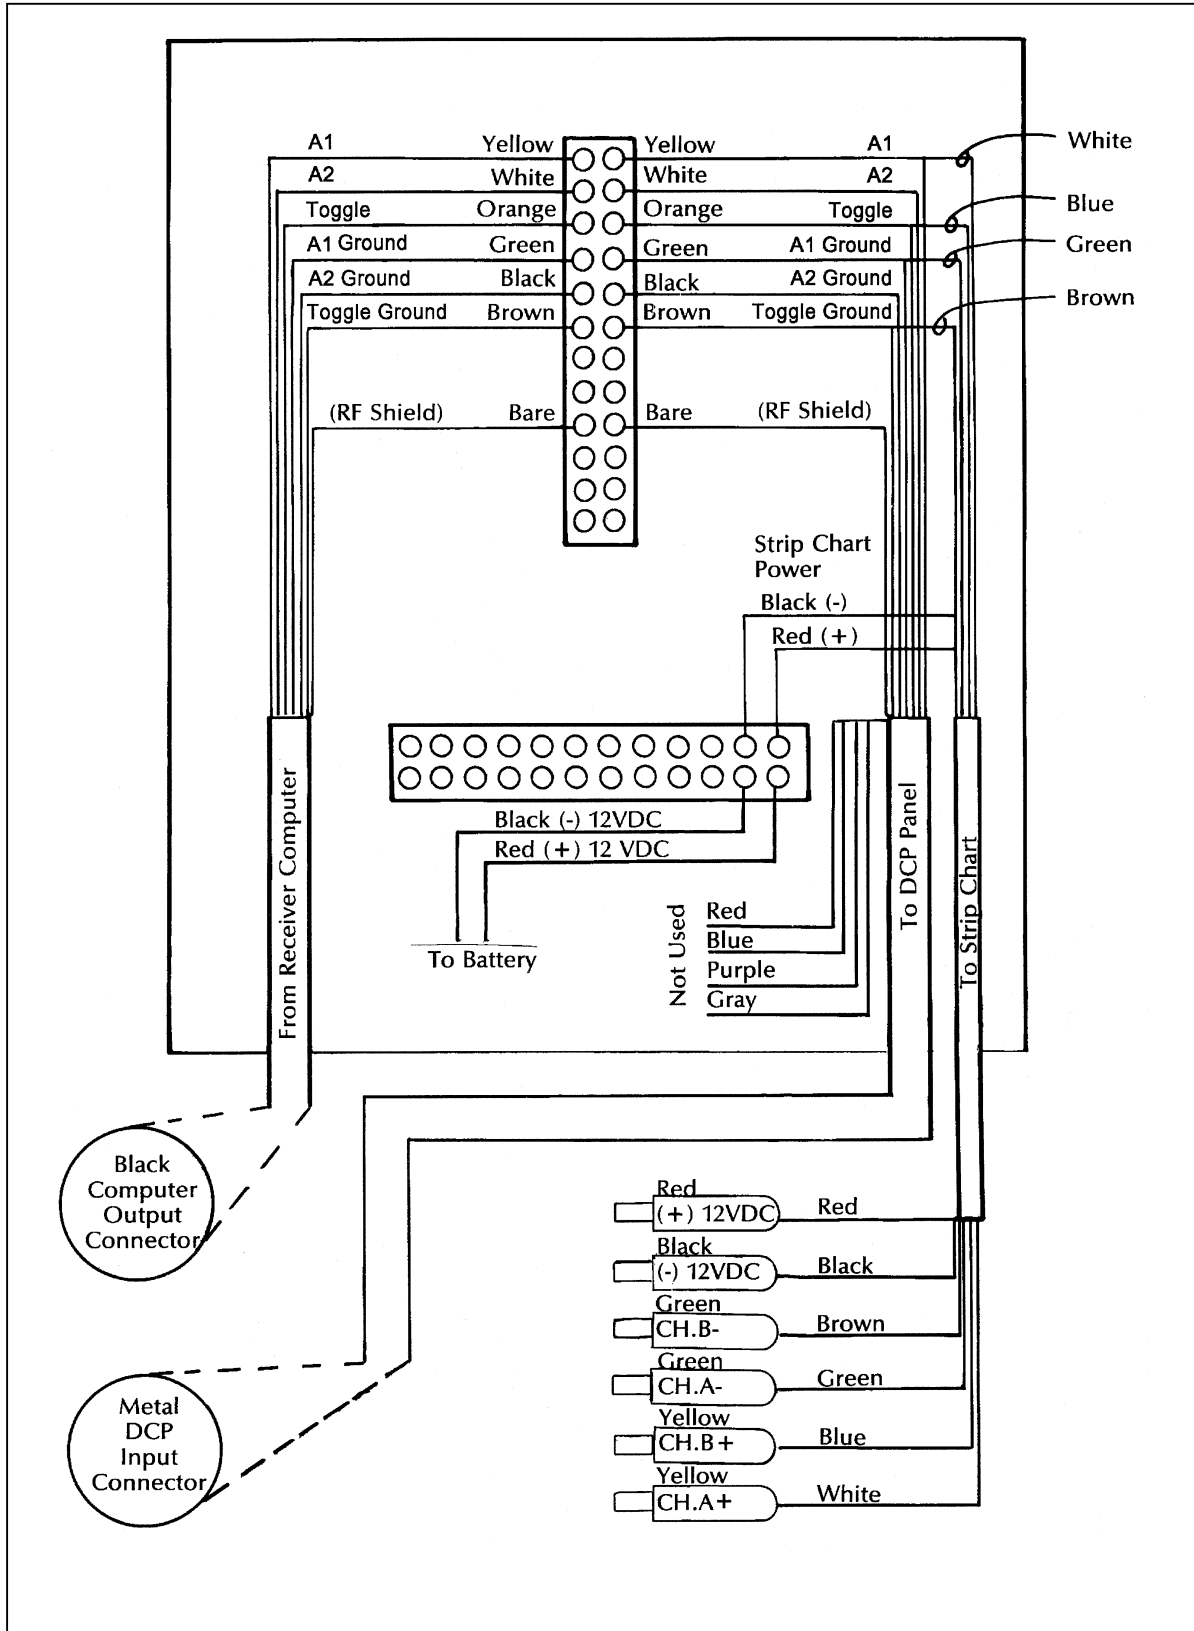 A1 Yellow Yellow A1 White
A2 White White A2
Toggle Orange Orange Toggle Blue
A1 Ground Green Green A1 Ground Green
A2 Ground Black Black A2 Ground
Toggle Ground Brown Brown Toggle Ground Brown
(RF Shield) Bare Bare (RF Shield)
Strip Chart
Power
Black (-)
Red (+)
From Receiver Computer
Black (-) 12VDC
Red (+) 12 VDC
To Battery
Not Used
Red
Blue
Purple
Gray
To DCP Panel
To Strip Chart
Black
Computer
Output
Connector
Red
(+) 12VDC Red
Black
(-) 12VDC Black
Green
CH.B- Brown
Green
CH.A- Green
Yellow
CH.B+ Blue
Yellow
CH.A+ White
Metal
DCP
Input
Connector